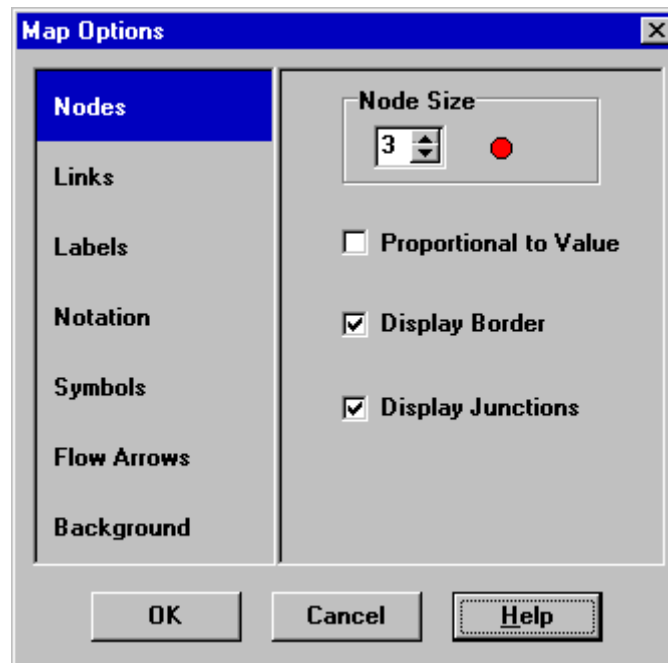 Map Options
Nodes
Links
Labels
Notation
Symbols
Flow Arrows
Background
Node Size
3
Proportional to Value
Display Border
Display Junctions
OK
Cancel
Help